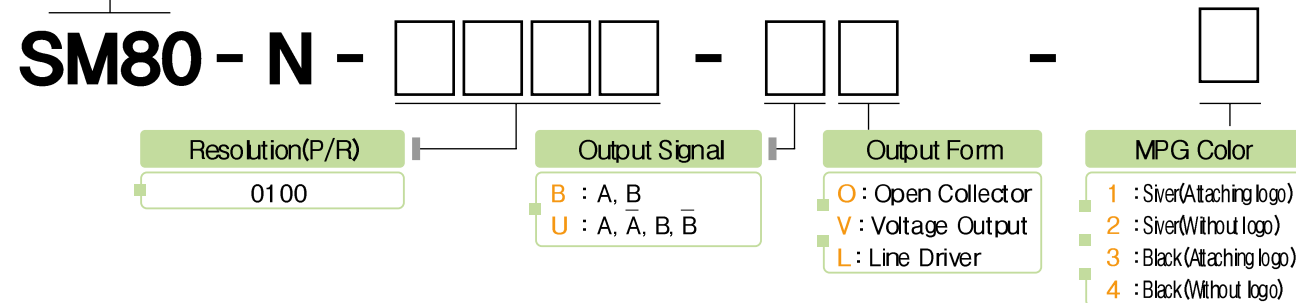 SM80 - N - □□□□ - □□ - □
Resolution(P/R)
0100
Output Signal
B : A, B
U : A, A̅, B, B̅
Output Form
O : Open Collector
V : Voltage Output
L : Line Driver
MPG Color
1 : Siver(Attaching logo)
2 : Siver(Without logo)
3 : Black(Attaching logo)
4 : Black(Without logo)